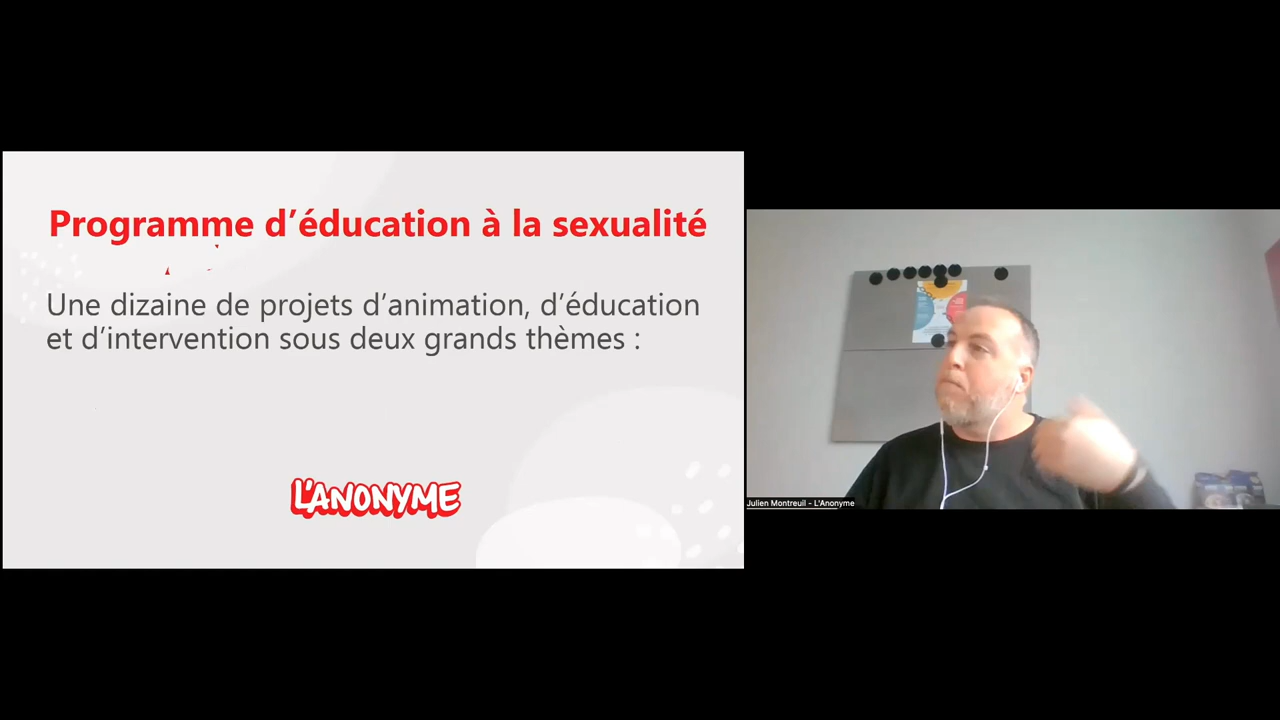 Programme d’éducation à la sexualité
Une dizaine de projets d’animation, d’éducation
et d’intervention sous deux grands thèmes :
L'ANONYME
Julien Montreuil - L'Anonyme